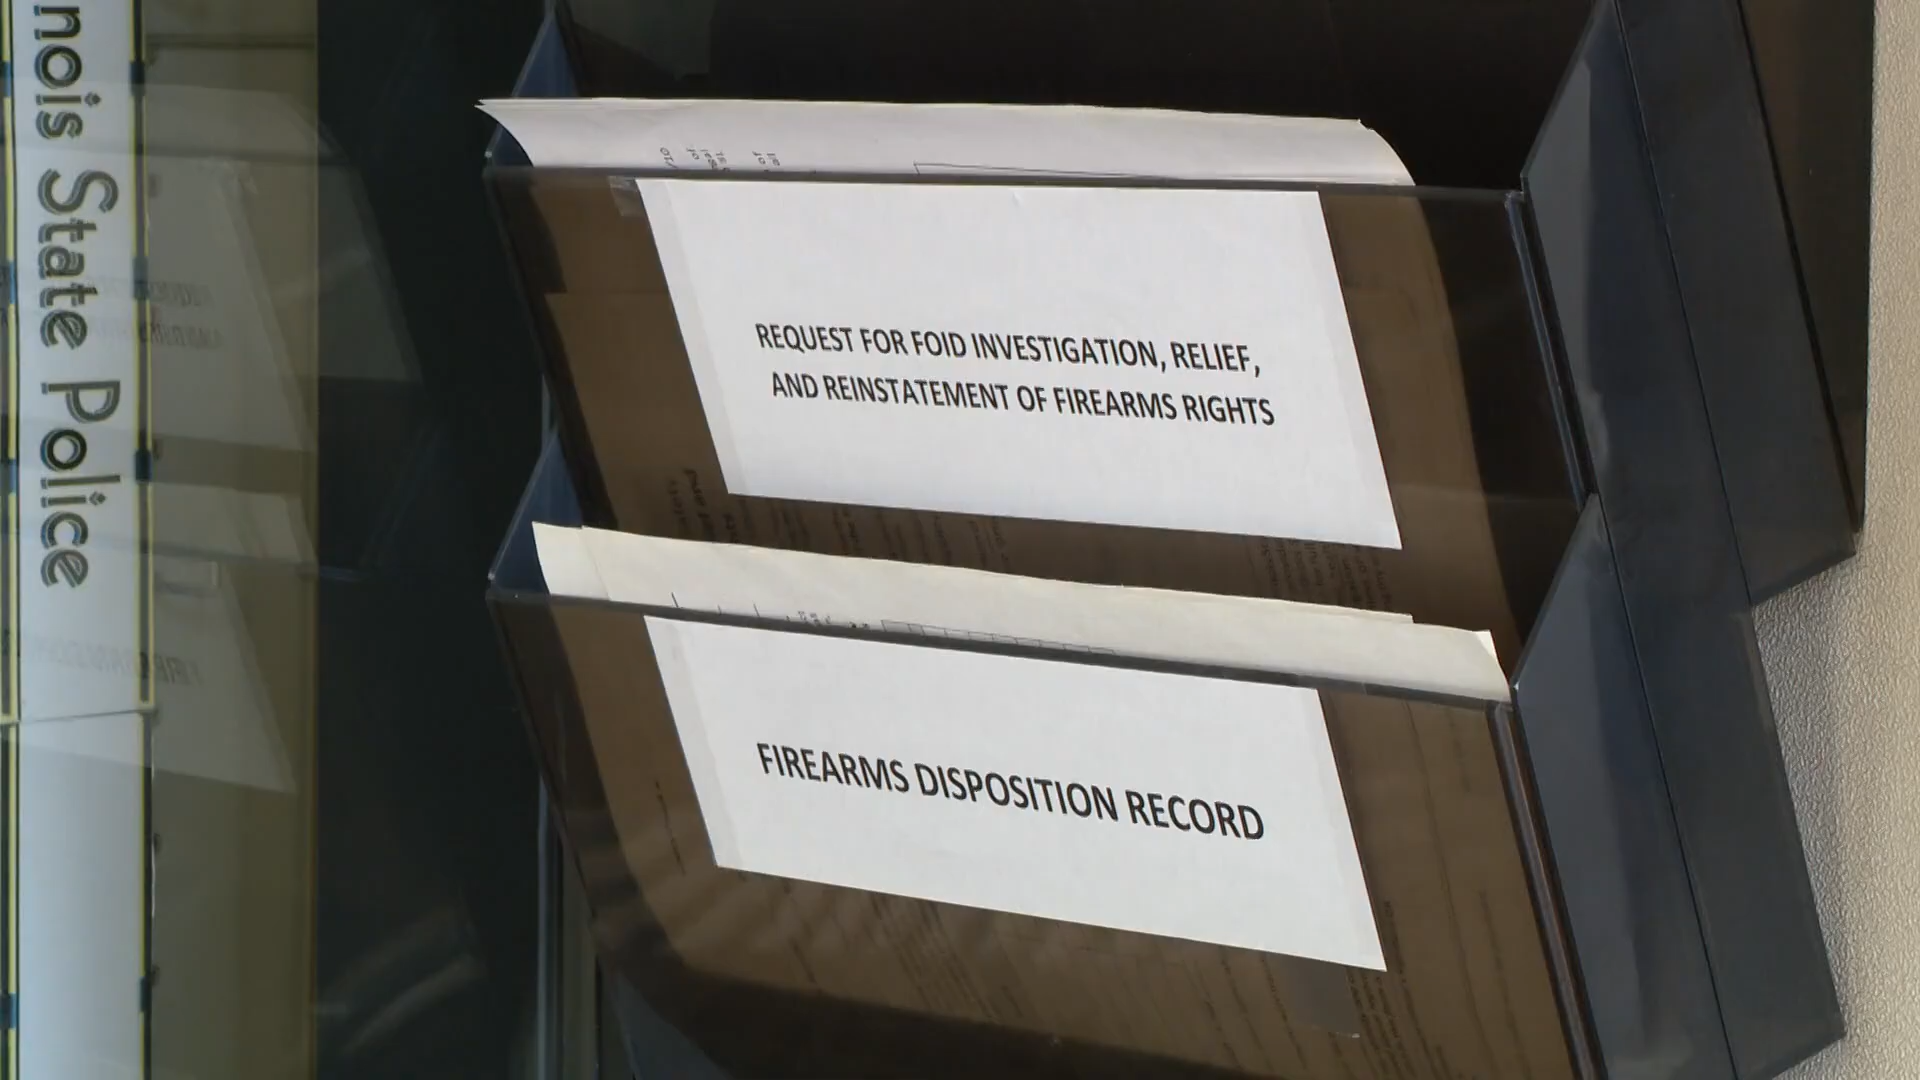 nois State Police
REQUEST FOR FOID INVESTIGATION, RELIEF,
AND REINSTATEMENT OF FIREARMS RIGHTS
FIREARMS DISPOSITION RECORD